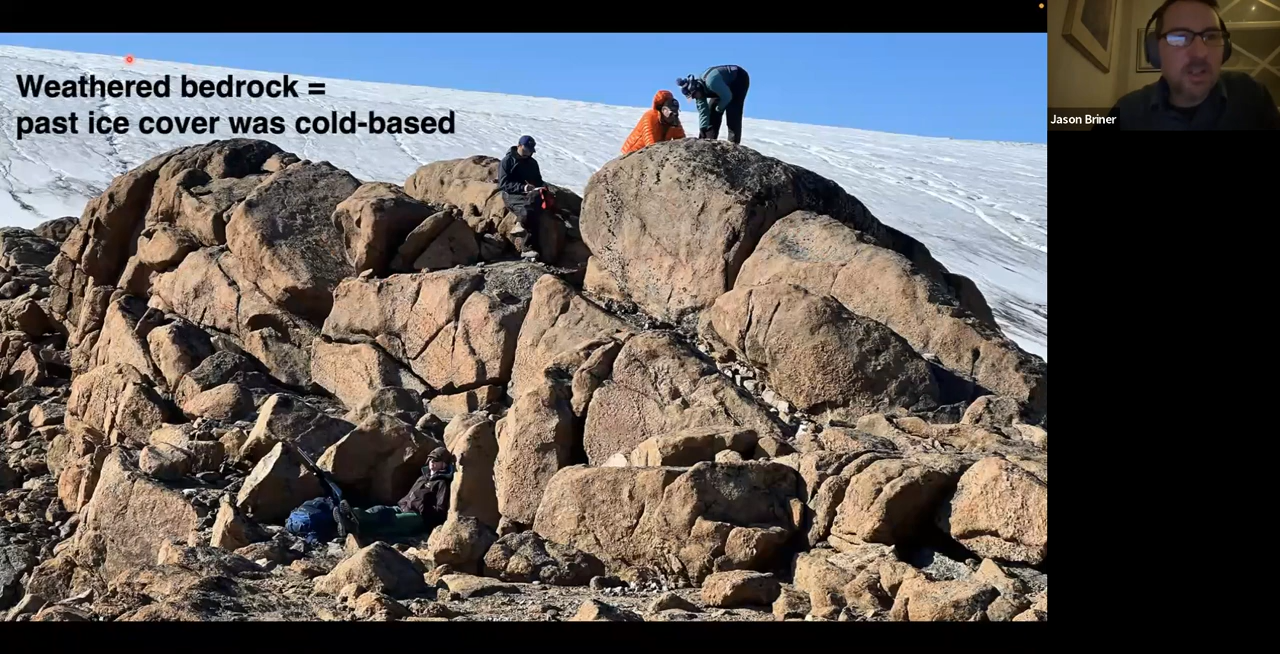 Weathered bedrock =
past ice cover was cold-based
Jason Briner